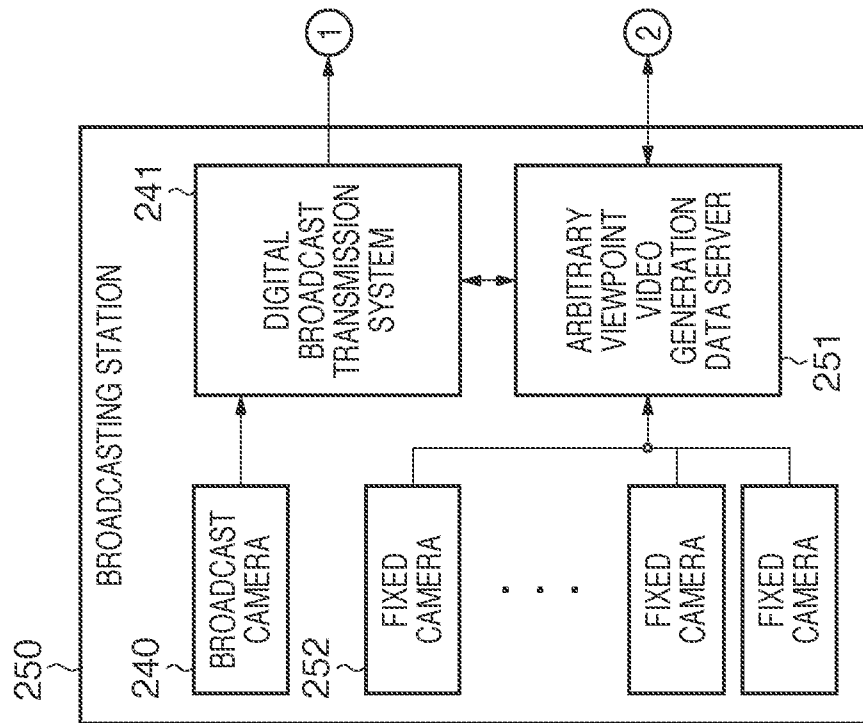 250
BROADCASTING STATION
240
BROADCAST
CAMERA
241
DIGITAL
BROADCAST
TRANSMISSION
SYSTEM
1
252
FIXED
CAMERA
. . .
FIXED
CAMERA
FIXED
CAMERA
ARBITRARY
VIEWPOINT
VIDEO
GENERATION
DATA SERVER
251
2